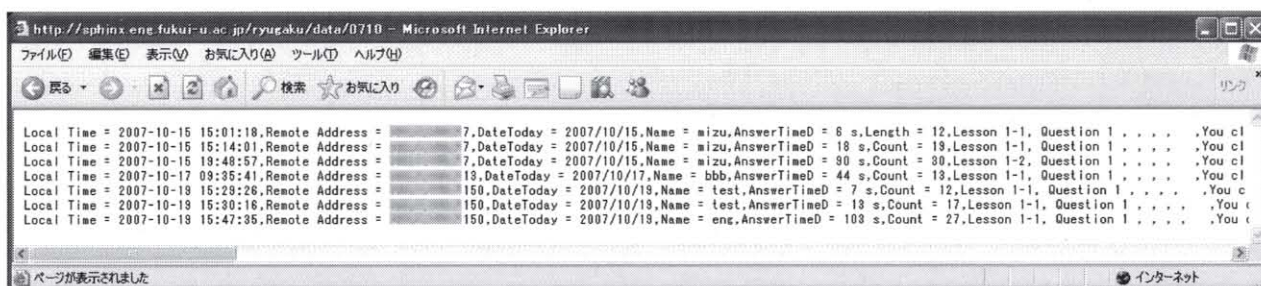 http://sphinx.eng.fukui-u.ac.jp/ryugaku/data/0710 - Microsoft Internet Explorer
ファイル(F) 編集(E) 表示(V) お気に入り(A) ツール(T) ヘルプ(H)
戻る 検索 お気に入り リンク »
Local Time = 2007-10-15 15:01:18,Remote Address = 7,DateToday = 2007/10/15,Name = mizu,AnswerTimeD = 6 s,Length = 12,Lesson 1-1, Question 1 , , , , ,You cl
Local Time = 2007-10-15 15:14:01,Remote Address = 7,DateToday = 2007/10/15,Name = mizu,AnswerTimeD = 18 s,Count = 19,Lesson 1-1, Question 1 , , , , ,You cl
Local Time = 2007-10-15 19:48:57,Remote Address = 7,DateToday = 2007/10/15,Name = mizu,AnswerTimeD = 90 s,Count = 30,Lesson 1-2, Question 1 , , , , ,You cl
Local Time = 2007-10-17 09:35:41,Remote Address = 13,DateToday = 2007/10/17,Name = bbb,AnswerTimeD = 44 s,Count = 13,Lesson 1-1, Question 1 , , , , ,You cl
Local Time = 2007-10-19 15:29:26,Remote Address = 150,DateToday = 2007/10/19,Name = test,AnswerTimeD = 7 s,Count = 12,Lesson 1-1, Question 1 , , , , ,You c
Local Time = 2007-10-19 15:30:16,Remote Address = 150,DateToday = 2007/10/19,Name = test,AnswerTimeD = 13 s,Count = 17,Lesson 1-1, Question 1 , , , , ,You c
Local Time = 2007-10-19 15:47:35,Remote Address = 150,DateToday = 2007/10/19,Name = eng,AnswerTimeD = 103 s,Count = 27,Lesson 1-1, Question 1 , , , , ,You c
ページが表示されました インターネット